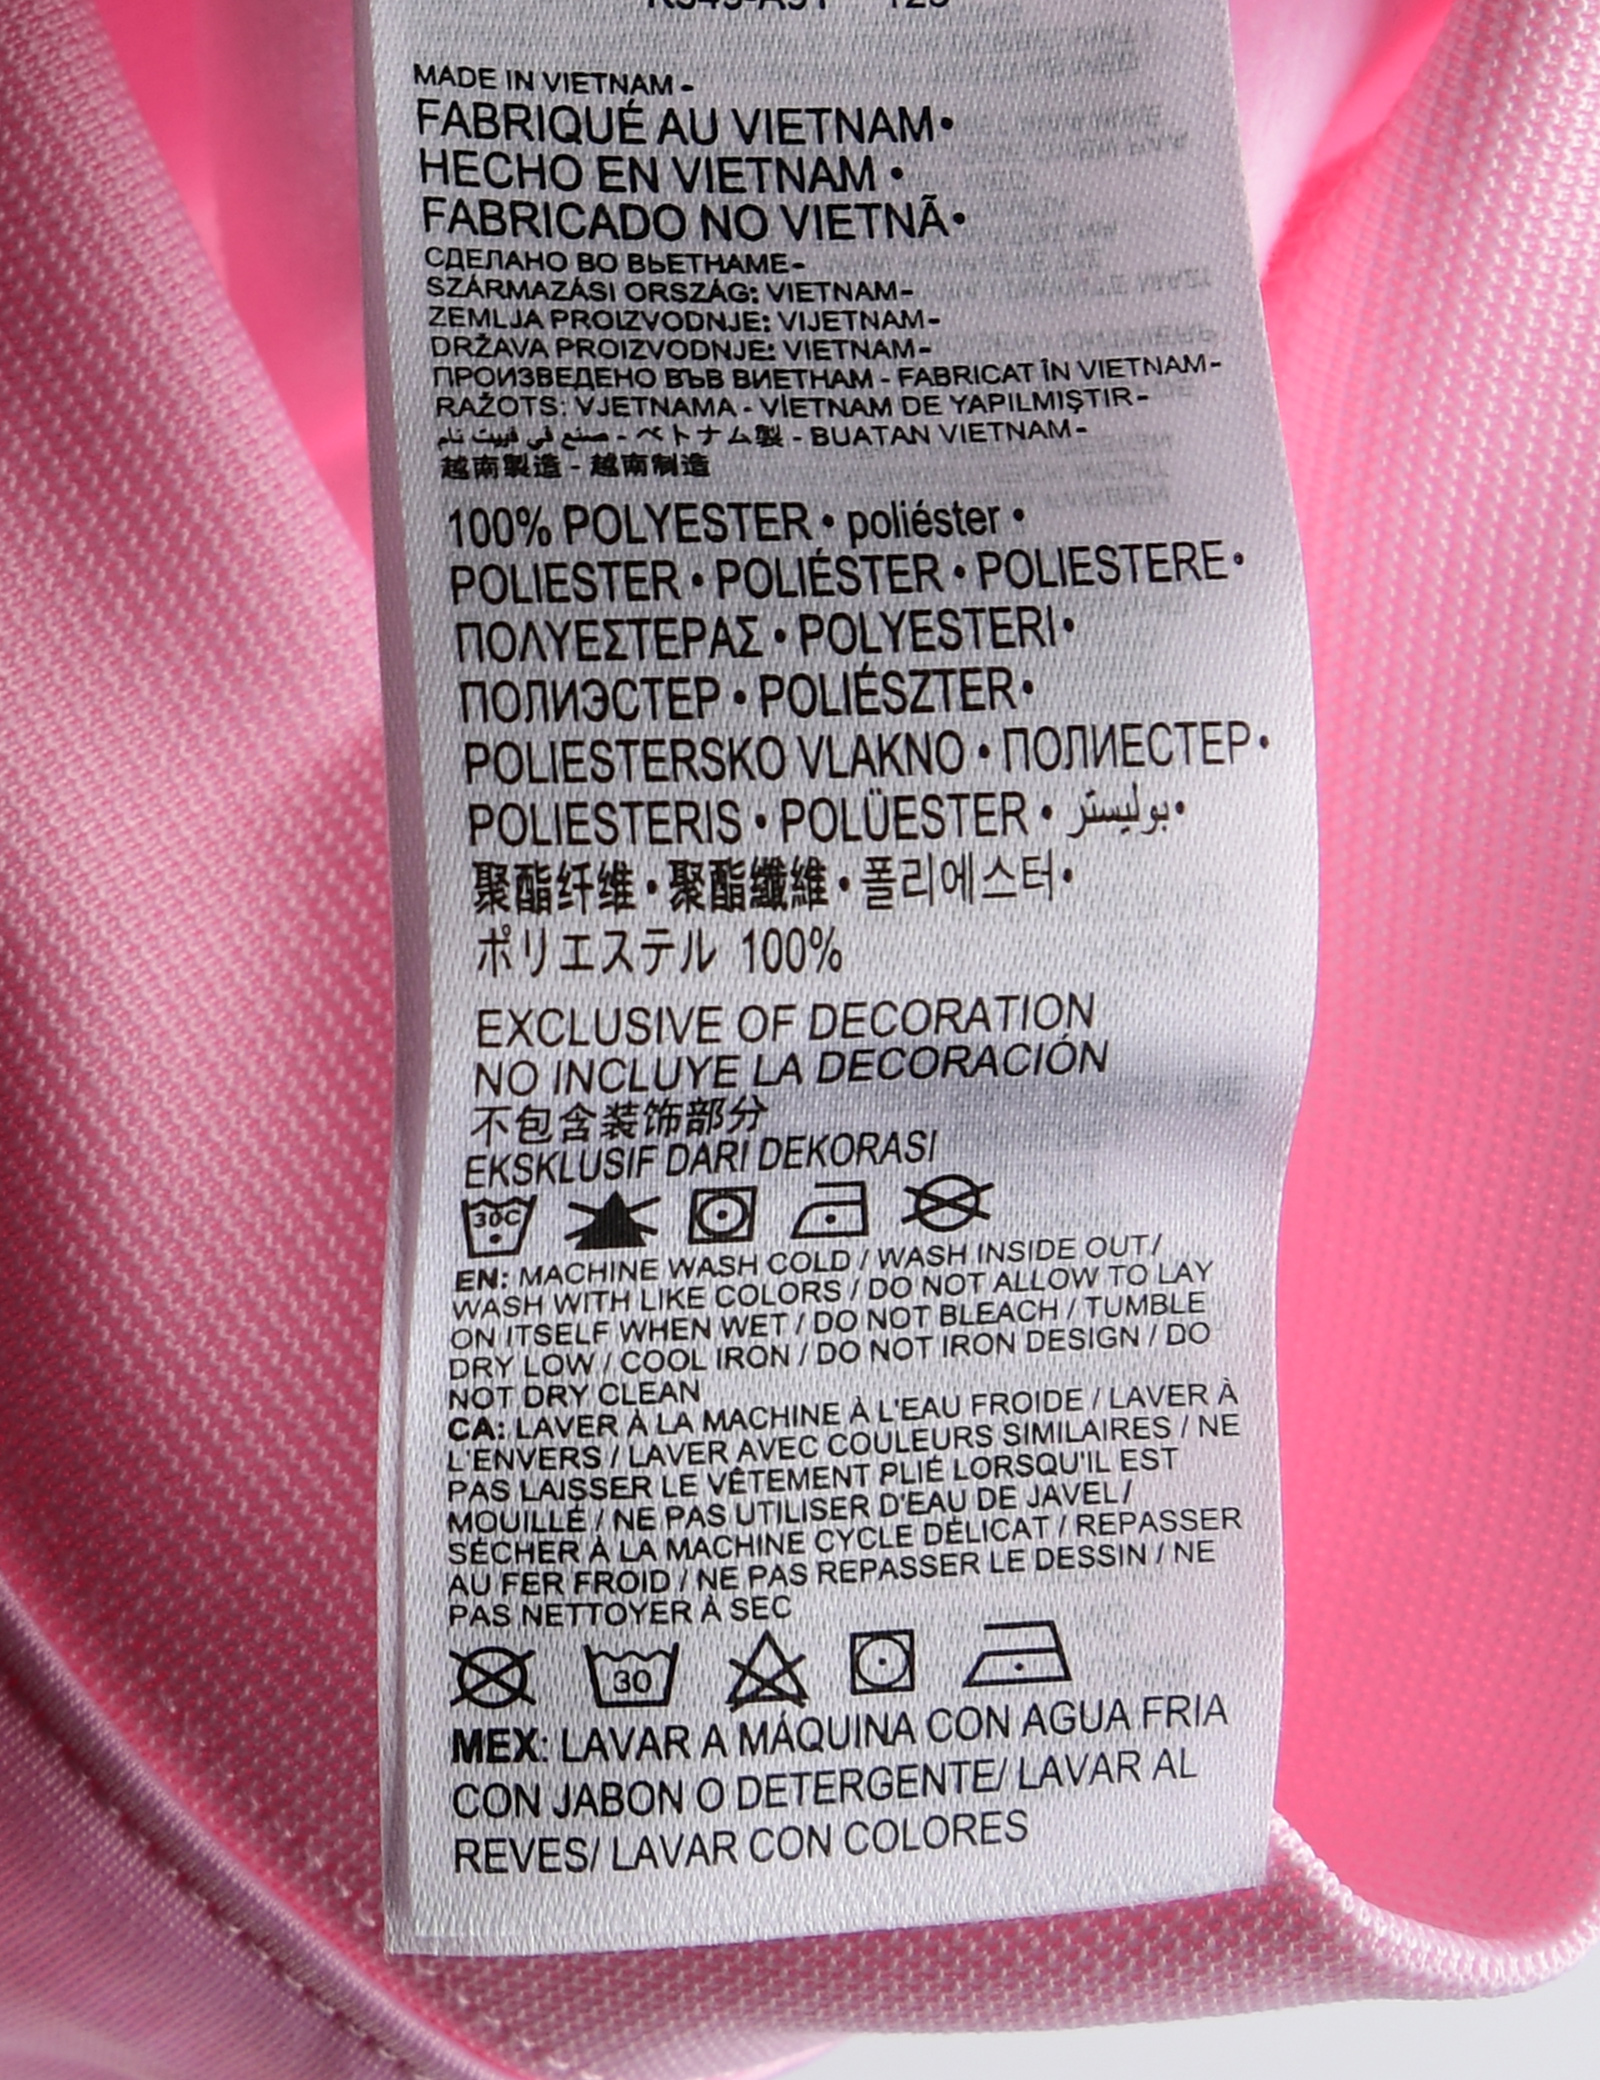 MADE IN VIETNAM -
FABRIQUÉ AU VIETNAM•
HECHO EN VIETNAM •
FABRICADO NO VIETNÃ•
СДЕЛАНО ВО ВЬЕТНАМЕ-
SZÁRMAZÁSI ORSZÁG: VIETNAM-
ZEMLJA PROIZVODNJE: VIJETNAM-
DRŽAVA PROIZVODNJE: VIETNAM-
ПРОИЗВЕДЕНО ВЪВ ВИЕТНАМ - FABRICAT ÎN VIETNAM-
RAŽOTS: VJETNAMA - VİETNAM DE YAPILMIŞTIR-
صنع في فييت نام - ベトナム製 - BUATAN VIETNAM-
越南製造 - 越南制造
100% POLYESTER • poliéster •
POLIESTER • POLIÉSTER • POLIESTERE •
ΠΟΛΥΕΣΤΕΡΑΣ • POLYESTERI •
ПОЛИЭСТЕР • POLIÉSZTER•
POLIESTERSKO VLAKNO • ПОЛИЕСТЕР •
POLIESTERIS • POLÜESTER • بوليستر•
聚酯纤维 • 聚酯纖維 • 폴리에스터 •
ポリエステル 100%
EXCLUSIVE OF DECORATION
NO INCLUYE LA DECORACIÓN
不包含装饰部分
EKSKLUSIF DARI DEKORASI
30C
EN: MACHINE WASH COLD / WASH INSIDE OUT/
WASH WITH LIKE COLORS / DO NOT ALLOW TO LAY
ON ITSELF WHEN WET / DO NOT BLEACH / TUMBLE
DRY LOW / COOL IRON / DO NOT IRON DESIGN / DO
NOT DRY CLEAN
CA: LAVER À LA MACHINE À L'EAU FROIDE / LAVER À
L'ENVERS / LAVER AVEC COULEURS SIMILAIRES / NE
PAS LAISSER LE VÊTEMENT PLIÉ LORSQU'IL EST
MOUILLÉ / NE PAS UTILISER D'EAU DE JAVEL /
SÉCHER À LA MACHINE CYCLE DÉLICAT / REPASSER
AU FER FROID / NE PAS REPASSER LE DESSIN / NE
PAS NETTOYER À SEC
30
MEX: LAVAR A MÁQUINA CON AGUA FRIA
CON JABON O DETERGENTE/ LAVAR AL
REVES/ LAVAR CON COLORES